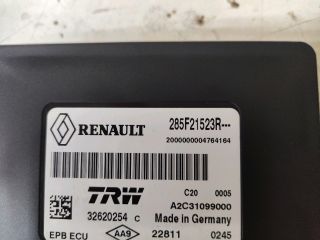 RENAULT 285F21523R---
2000000004764164
C20 0005
TRW A2C31099000
32620254 C Made in Germany
EPB ECU AA9 22811 0245